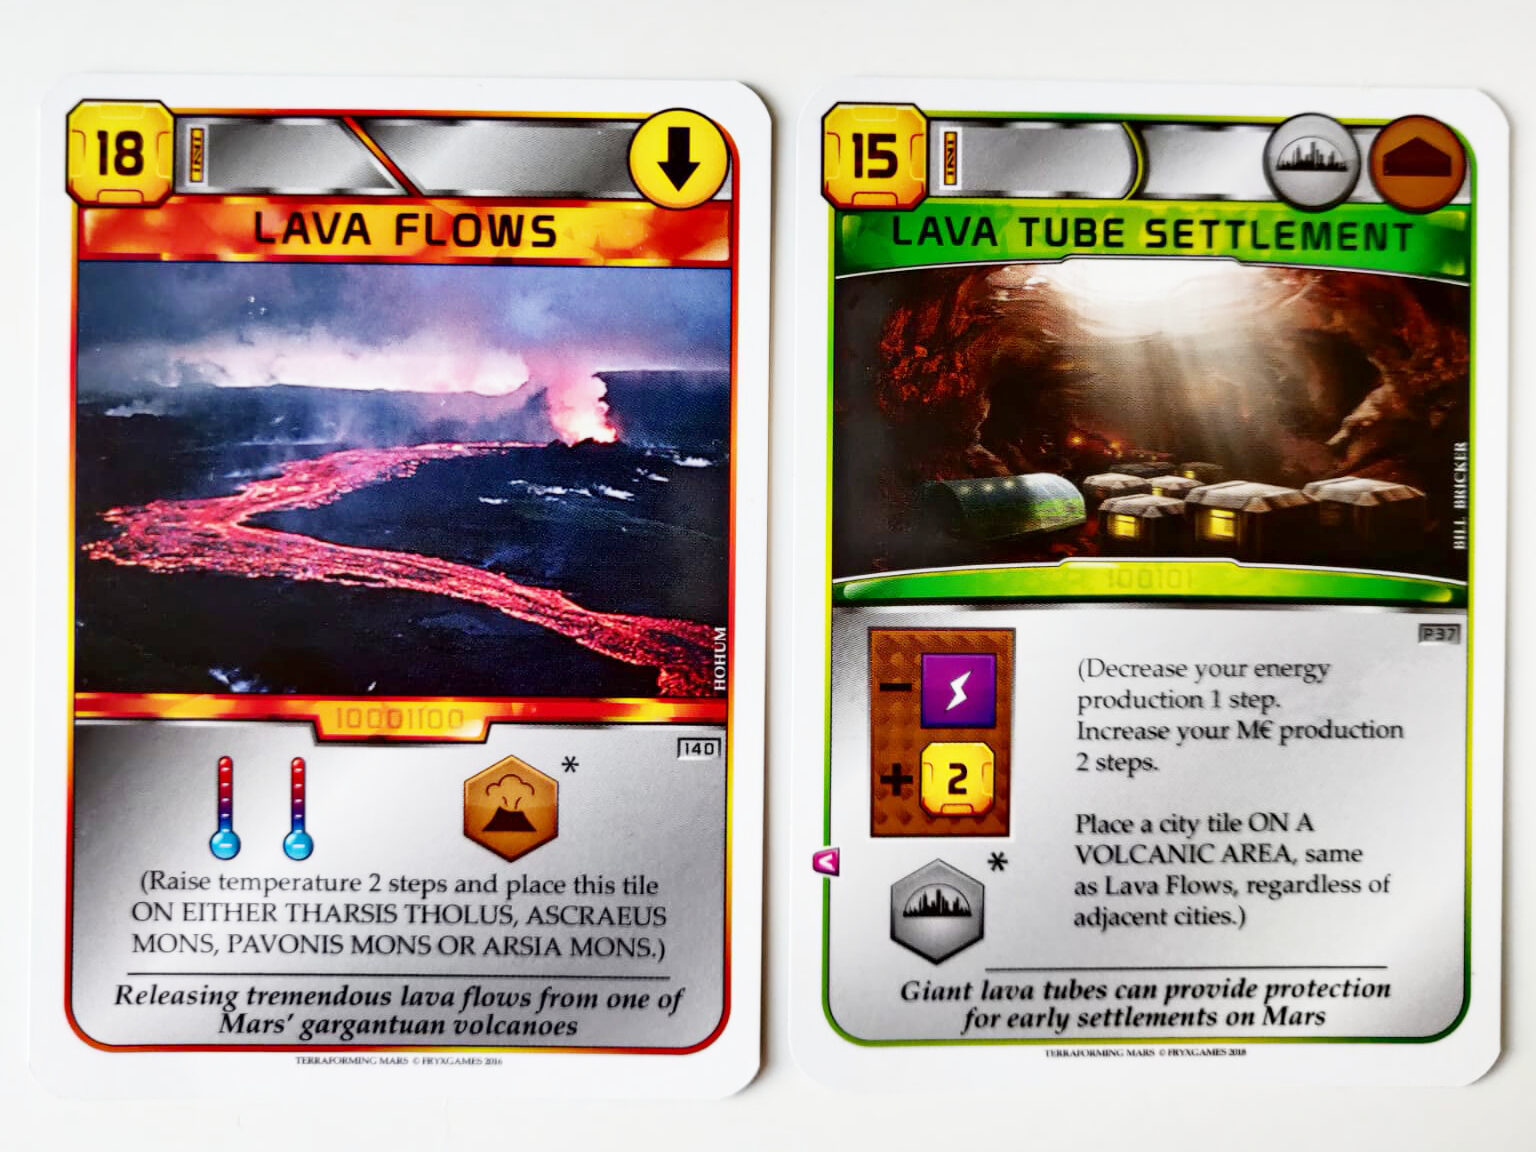 18
LAVA FLOWS
HOHUM
10001100
140
*
(Raise temperature 2 steps and place this tile
ON EITHER THARSIS THOLUS, ASCRAEUS
MONS, PAVONIS MONS OR ARSIA MONS.)
Releasing tremendous lava flows from one of
Mars' gargantuan volcanoes
TERRAFORMING MARS © FRYXGAMES 2016
15
LAVA TUBE SETTLEMENT
BILL BRICKER
100101
P37
- 
+ 2
(Decrease your energy
production 1 step.
Increase your M€ production
2 steps.
*
Place a city tile ON A
VOLCANIC AREA, same
as Lava Flows, regardless of
adjacent cities.)
Giant lava tubes can provide protection
for early settlements on Mars
TERRAFORMING MARS © FRYXGAMES 2018